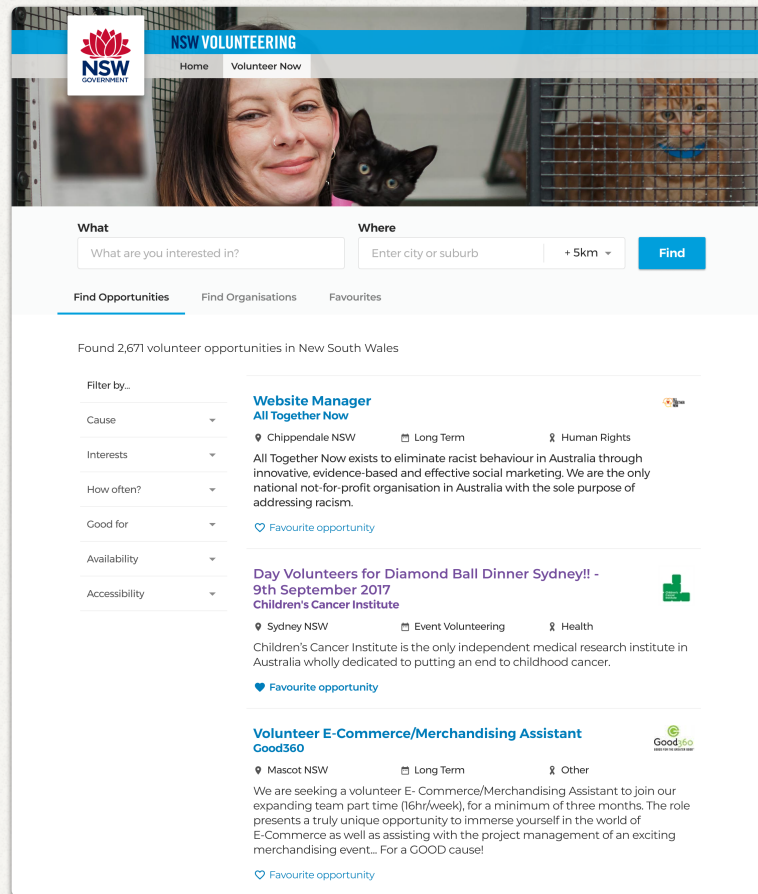 NSW
GOVERNMENT
NSW VOLUNTEERING
Home
Volunteer Now
What
Where
What are you interested in?
Enter city or suburb
+ 5km
Find
Find Opportunities
Find Organisations
Favourites
Found 2,671 volunteer opportunities in New South Wales
Filter by...
Cause
Interests
How often?
Good for
Availability
Accessibility
Website Manager
All Together Now
Chippendale NSW
Long Term
Human Rights
All Together Now exists to eliminate racist behaviour in Australia through
innovative, evidence-based and effective social marketing. We are the only
national not-for-profit organisation in Australia with the sole purpose of
addressing racism.
Favourite opportunity
Day Volunteers for Diamond Ball Dinner Sydney!! -
9th September 2017
Children's Cancer Institute
Sydney NSW
Event Volunteering
Health
Children’s Cancer Institute is the only independent medical research institute in
Australia wholly dedicated to putting an end to childhood cancer.
Favourite opportunity
Volunteer E-Commerce/Merchandising Assistant
Good360
Good360
Mascot NSW
Long Term
Other
We are seeking a volunteer E- Commerce/Merchandising Assistant to join our
expanding team part time (16hr/week), for a minimum of three months. The role
presents a truly unique opportunity to immerse yourself in the world of
E-Commerce as well as assisting with the project management of an exciting
merchandising event... For a GOOD cause!
Favourite opportunity